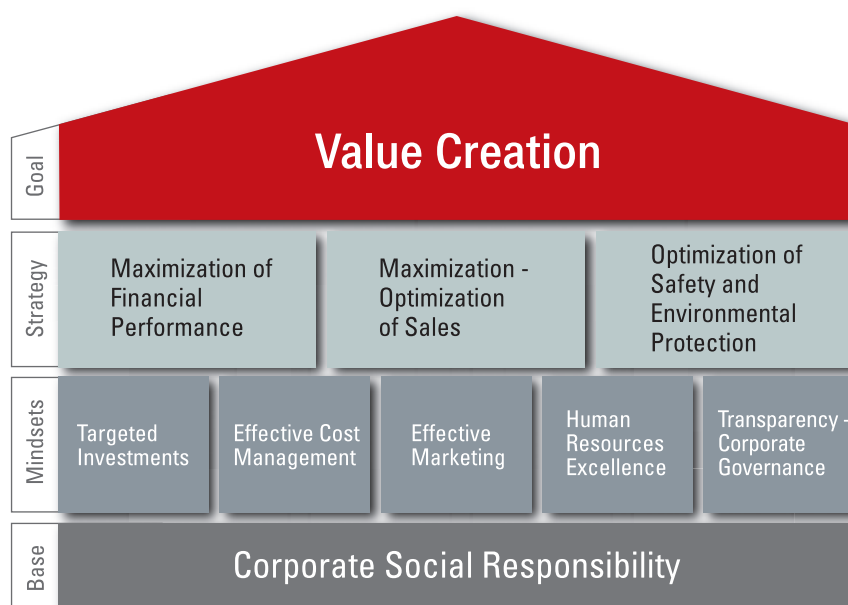 Goal
Value Creation
Strategy
Maximization of
Financial
Performance
Maximization -
Optimization
of Sales
Optimization of
Safety and
Environmental
Protection
Mindsets
Targeted
Investments
Effective Cost
Management
Effective
Marketing
Human
Resources
Excellence
Transparency -
Corporate
Governance
Base
Corporate Social Responsibility